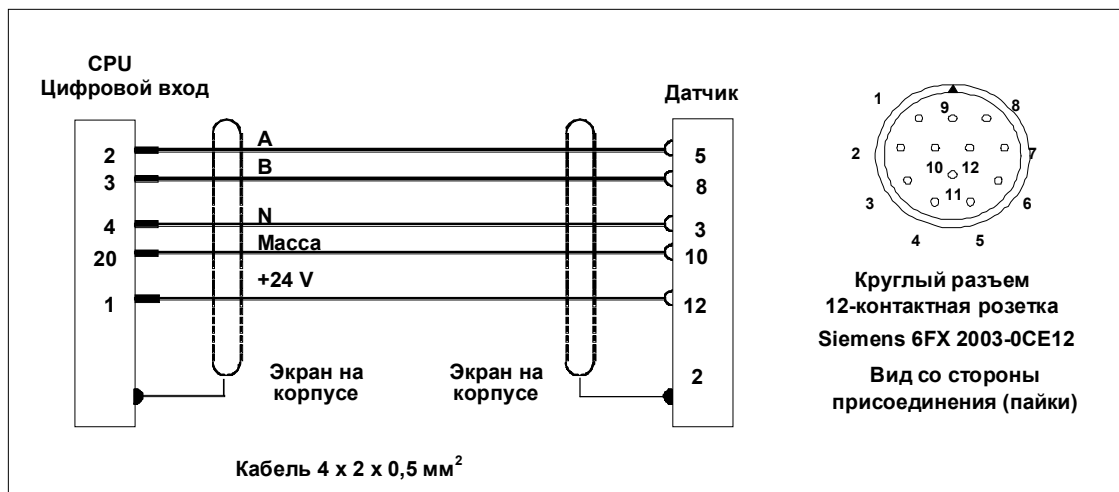 CPU
Цифровой вход
Датчик
2
A
5
3
B
8
4
N
3
20
Масса
10
1
+24 V
12
Экран на
корпусе
Экран на
корпусе
2
Кабель 4 x 2 x 0,5 мм²
1
9
8
2
10
12
7
3
11
6
4
5
Круглый разъем
12-контактная розетка
Siemens 6FX 2003-0CE12
Вид со стороны
присоединения (пайки)